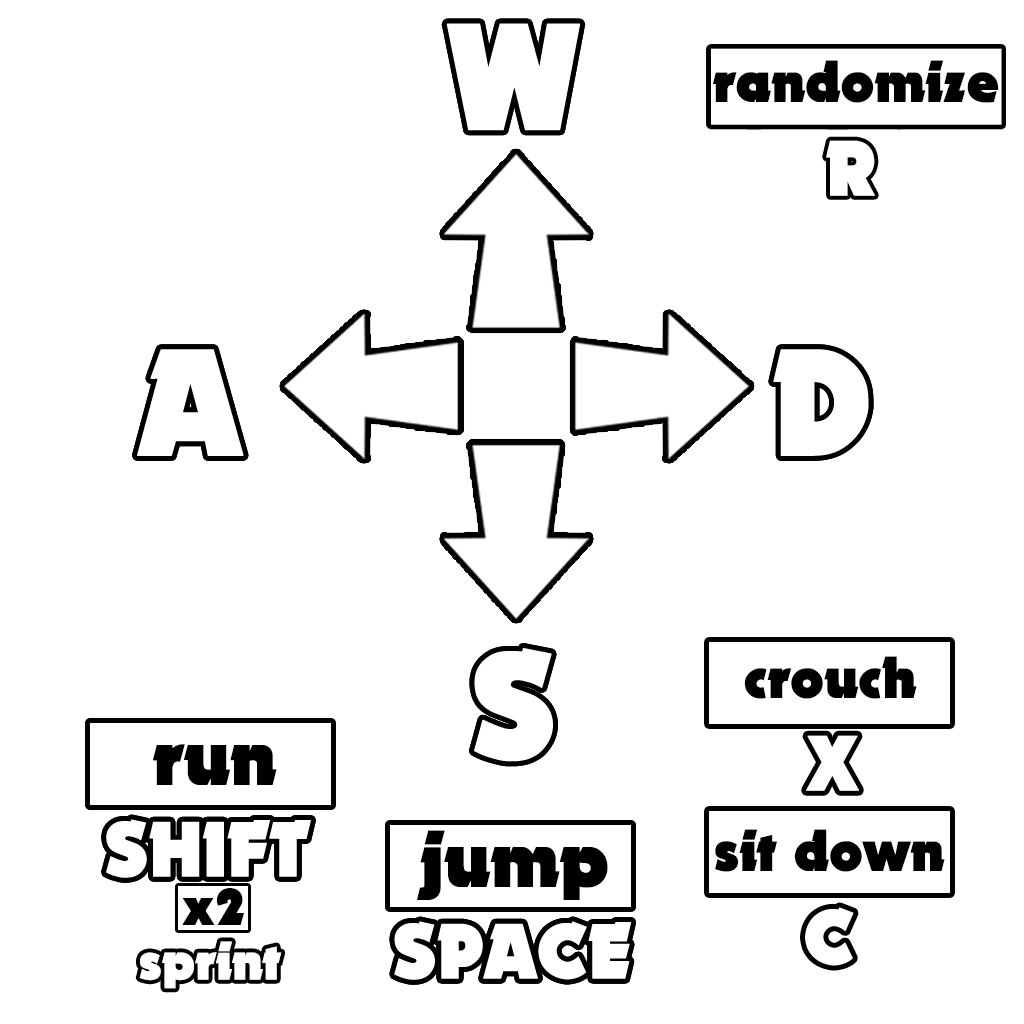 W
randomize
R
A
D
S
crouch
X
run
SHIFT
x2
sprint
jump
SPACE
sit down
C